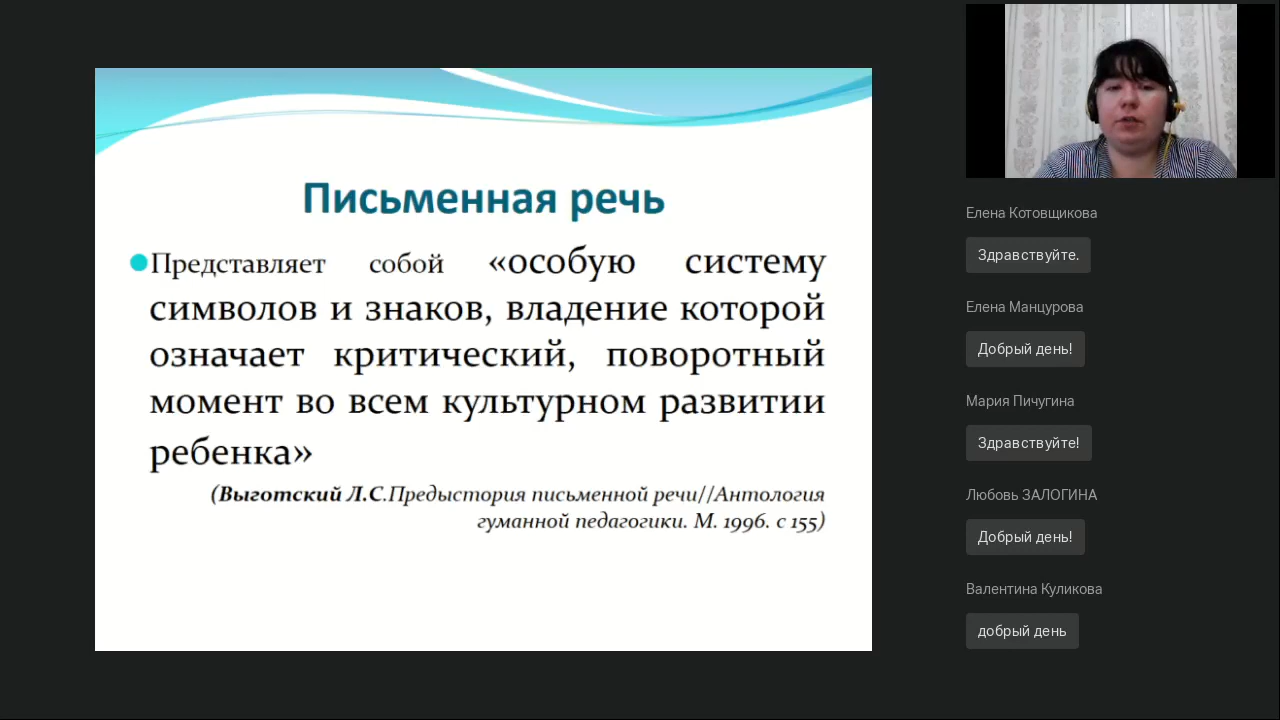 Письменная речь
Представляет собой «особую систему
символов и знаков, владение которой
означает критический, поворотный
момент во всем культурном развитии
ребенка»
(Выготский Л.С.Предыстория письменной речи//Антология
гуманной педагогики. М. 1996. с 155)
Елена Котовщикова
Здравствуйте.
Елена Манцурова
Добрый день!
Мария Пичугина
Здравствуйте!
Любовь ЗАЛОГИНА
Добрый день!
Валентина Куликова
добрый день